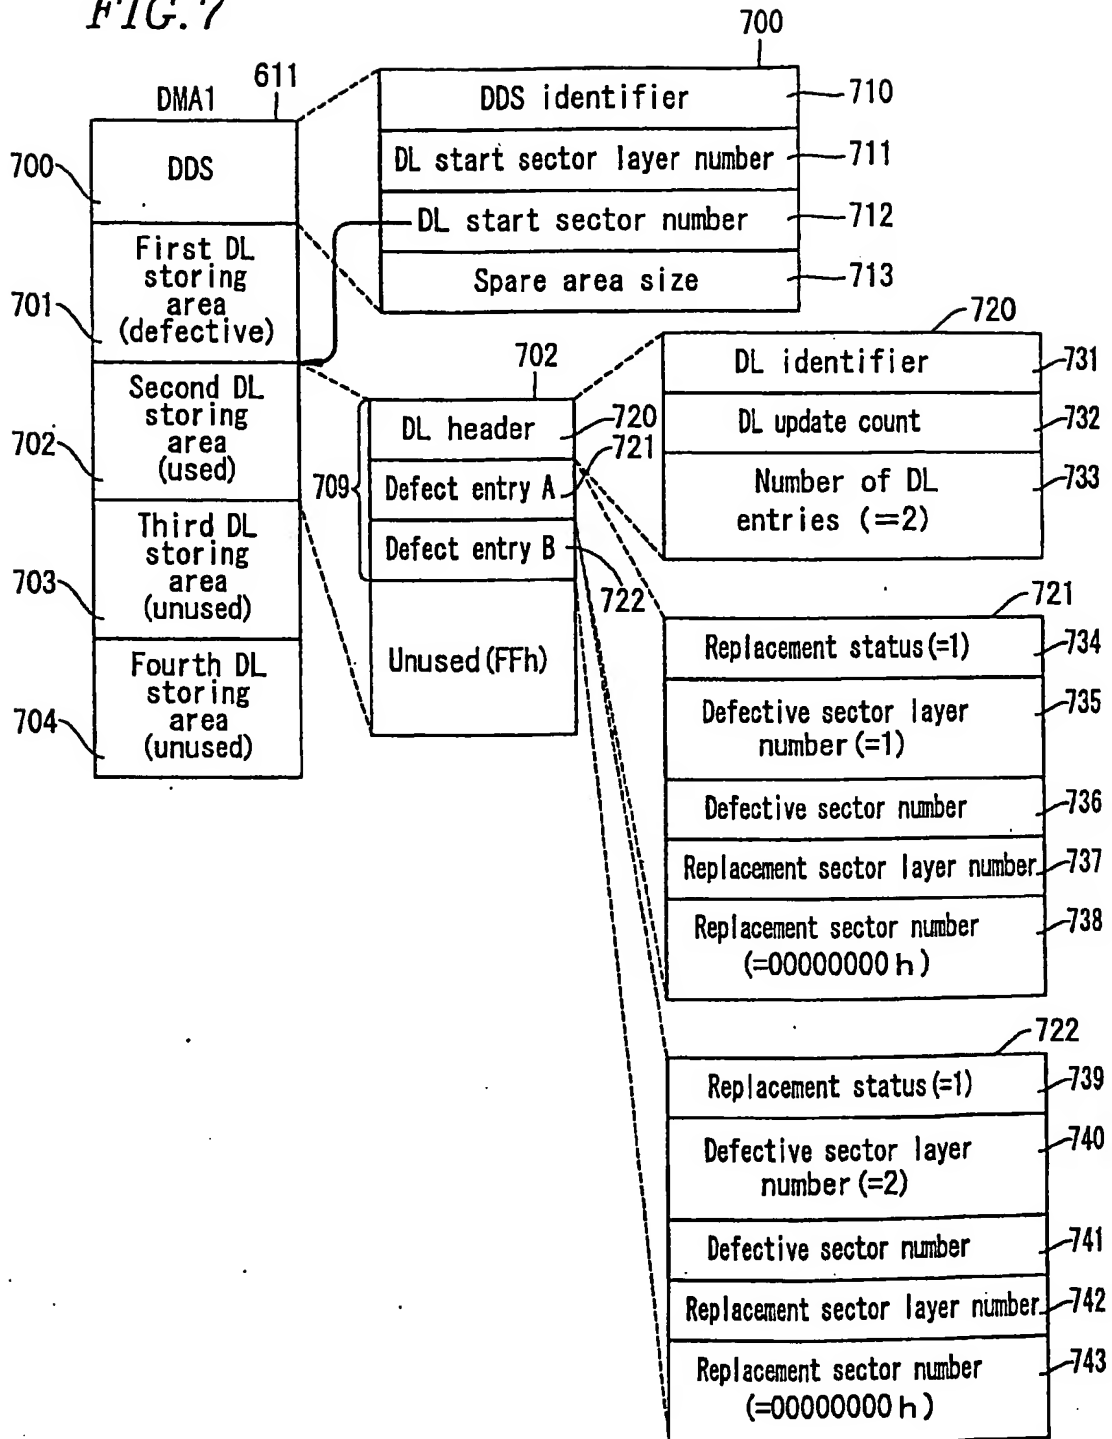 FIG. 7
DMA1
611
700
DDS
First DL
storing
area
(defective)
701
Second DL
storing
area
(used)
702
Third DL
storing
area
(unused)
703
Fourth DL
storing
area
(unused)
704
700
DDS identifier
710
DL start sector layer number
711
DL start sector number
712
Spare area size
713
702
709
DL header
720
Defect entry A
721
Defect entry B
722
Unused(FFh)
720
DL identifier
731
DL update count
732
Number of DL
entries (=2)
733
721
Replacement status(=1)
734
Defective sector layer
number(=1)
735
Defective sector number
736
Replacement sector layer number
737
Replacement sector number
(=00000000 h)
738
722
Replacement status(=1)
739
Defective sector layer
number(=2)
740
Defective sector number
741
Replacement sector layer number
742
Replacement sector number
(=00000000 h)
743